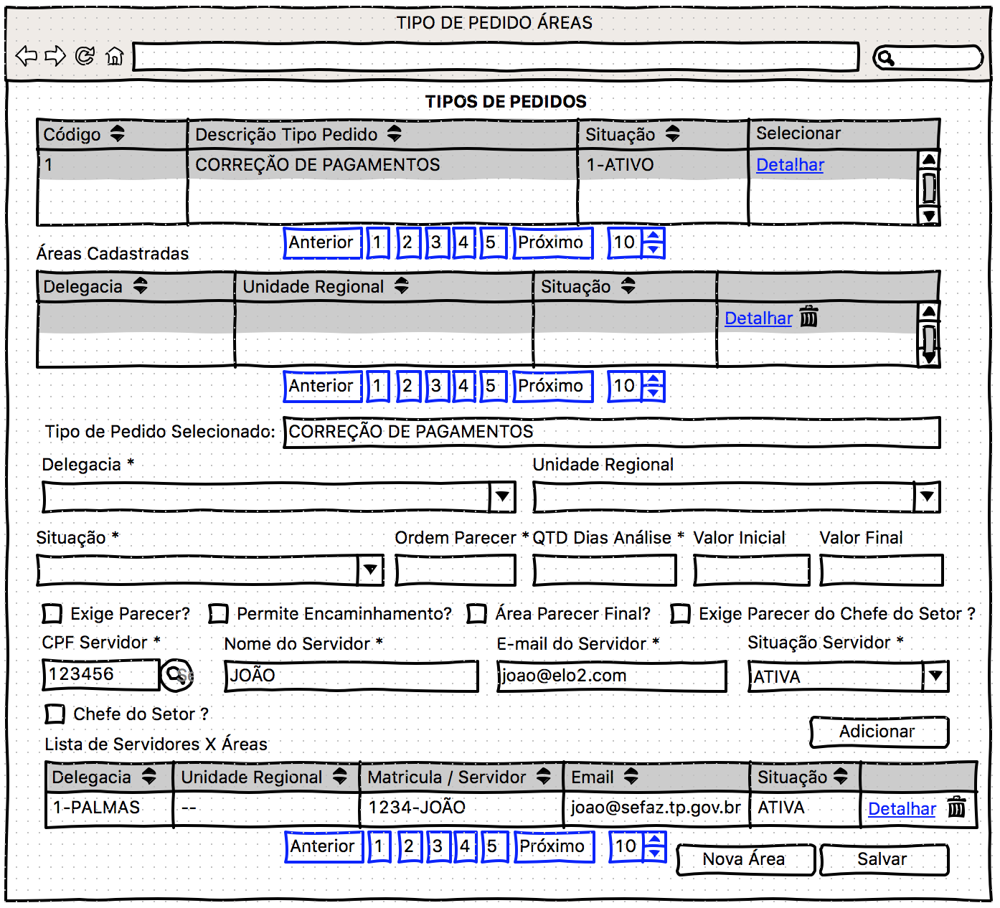 TIPO DE PEDIDO ÁREAS
TIPOS DE PEDIDOS
Código Descrição Tipo Pedido Situação Selecionar
1 CORREÇÃO DE PAGAMENTOS 1-ATIVO Detalhar
Anterior 1 2 3 4 5 Próximo 10
Áreas Cadastradas
Delegacia Unidade Regional Situação
Detalhar
Anterior 1 2 3 4 5 Próximo 10
Tipo de Pedido Selecionado: CORREÇÃO DE PAGAMENTOS
Delegacia * Unidade Regional
Situação * Ordem Parecer * QTD Dias Análise * Valor Inicial Valor Final
Exige Parecer? Permite Encaminhamento? Área Parecer Final? Exige Parecer do Chefe do Setor ?
CPF Servidor * Nome do Servidor * E-mail do Servidor * Situação Servidor *
123456 JOÃO joao@elo2.com ATIVA
Chefe do Setor ?
Adicionar
Lista de Servidores X Áreas
Delegacia Unidade Regional Matricula / Servidor Email Situação
1-PALMAS -- 1234-JOÃO joao@sefaz.tp.gov.br ATIVA Detalhar
Anterior 1 2 3 4 5 Próximo 10
Nova Área Salvar